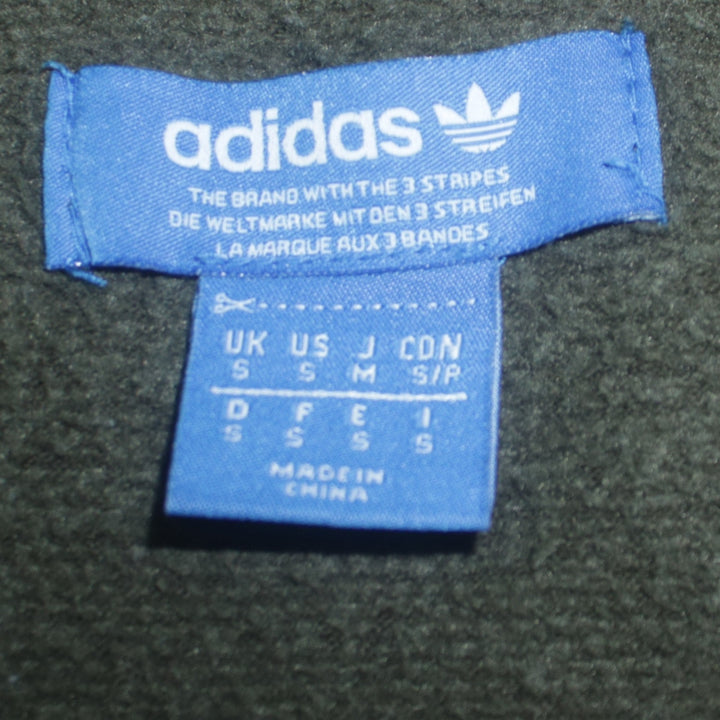 adidas
THE BRAND WITH THE 3 STRIPES
DIE WELTMARKE MIT DEN 3 STREIFEN
LA MARQUE AUX 3 BANDES
UK US J CDN
S S M S/P
D F E I
S S S S
MADE IN
CHINA